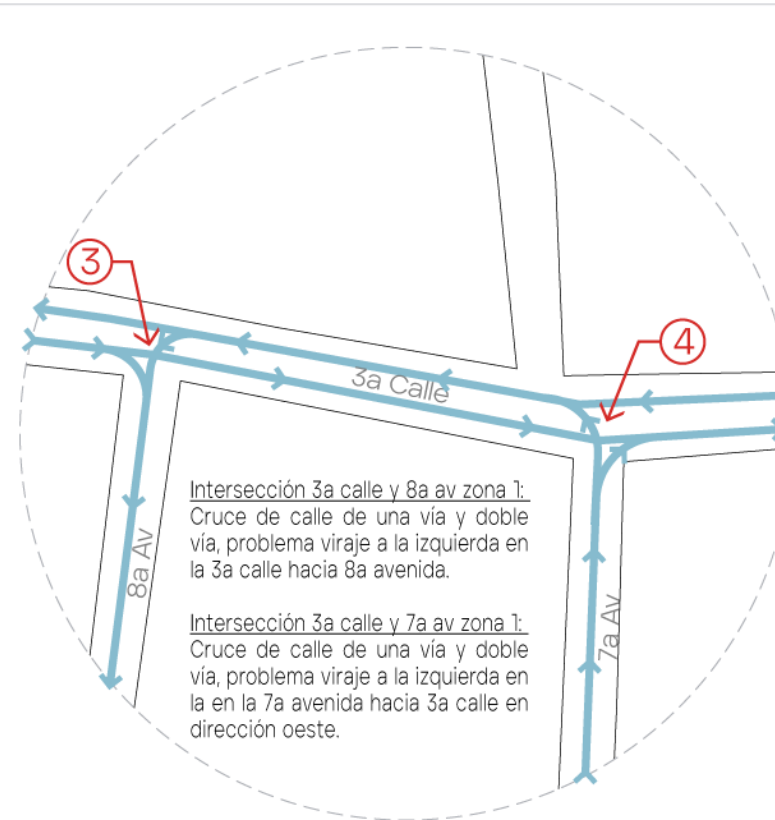 3
4
3a Calle
Intersección 3a calle y 8a av zona 1:
Cruce de calle de una vía y doble
vía, problema viraje a la izquierda en
la 3a calle hacia 8a avenida.
8a Av
Intersección 3a calle y 7a av zona 1:
Cruce de calle de una vía y doble
vía, problema viraje a la izquierda en
la en la 7a avenida hacia 3a calle en
dirección oeste.
7a Av